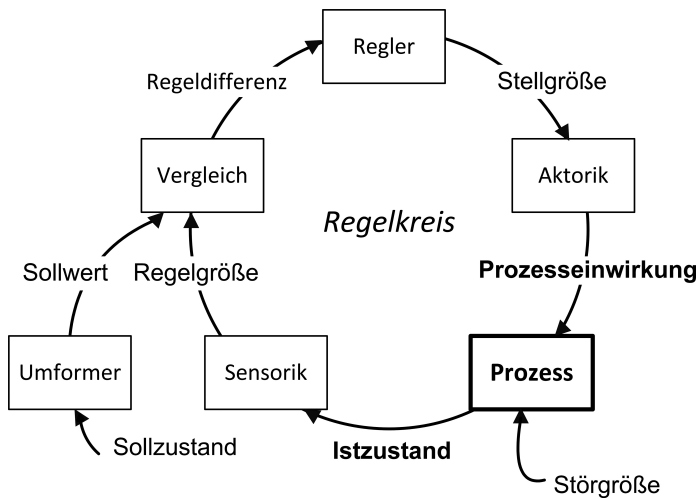 Regler
Regeldifferenz
Stellgröße
Vergleich
Aktorik
Regelkreis
Sollwert
Regelgröße
Prozesseinwirkung
Umformer
Sensorik
Prozess
Sollzustand
Istzustand
Störgröße